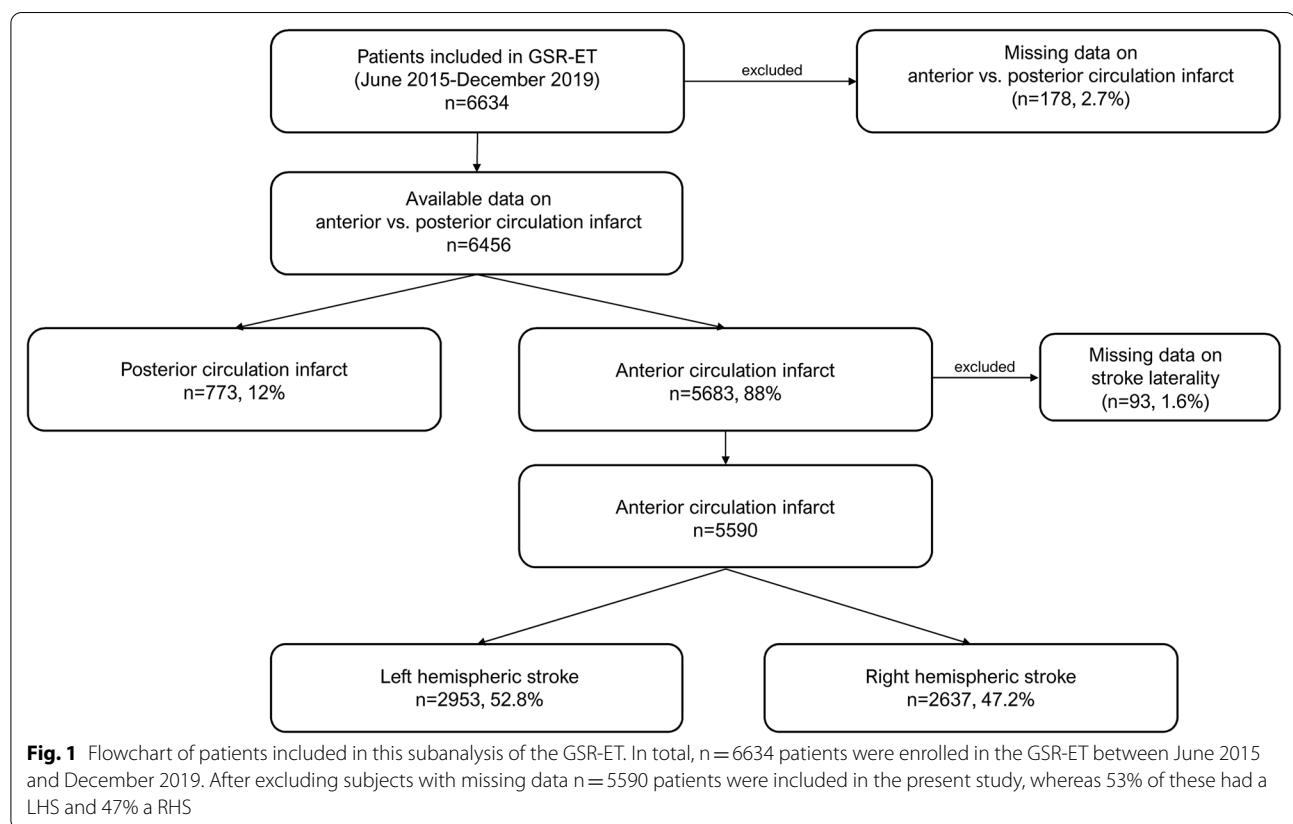 Patients included in GSR-ET
(June 2015-December 2019)
n=6634
excluded
Missing data on
anterior vs. posterior circulation infarct
(n=178, 2.7%)
Available data on
anterior vs. posterior circulation infarct
n=6456
Posterior circulation infarct
n=773, 12%
Anterior circulation infarct
n=5683, 88%
excluded
Missing data on
stroke laterality
(n=93, 1.6%)
Anterior circulation infarct
n=5590
Left hemispheric stroke
n=2953, 52.8%
Right hemispheric stroke
n=2637, 47.2%
Fig. 1 Flowchart of patients included in this subanalysis of the GSR-ET. In total, n = 6634 patients were enrolled in the GSR-ET between June 2015
and December 2019. After excluding subjects with missing data n = 5590 patients were included in the present study, whereas 53% of these had a
LHS and 47% a RHS